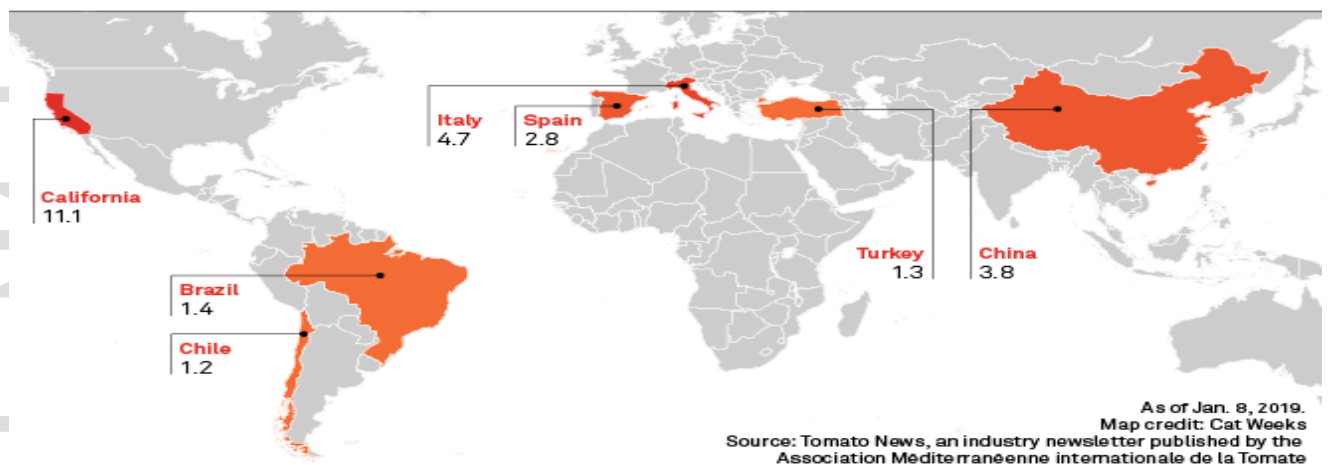 Italy
4.7
Spain
2.8
California
11.1
Turkey
1.3
China
3.8
Brazil
1.4
Chile
1.2
As of Jan. 8, 2019.
Map credit: Cat Weeks
Source: Tomato News, an industry newsletter published by the
Association Méditerranéenne internationale de la Tomate